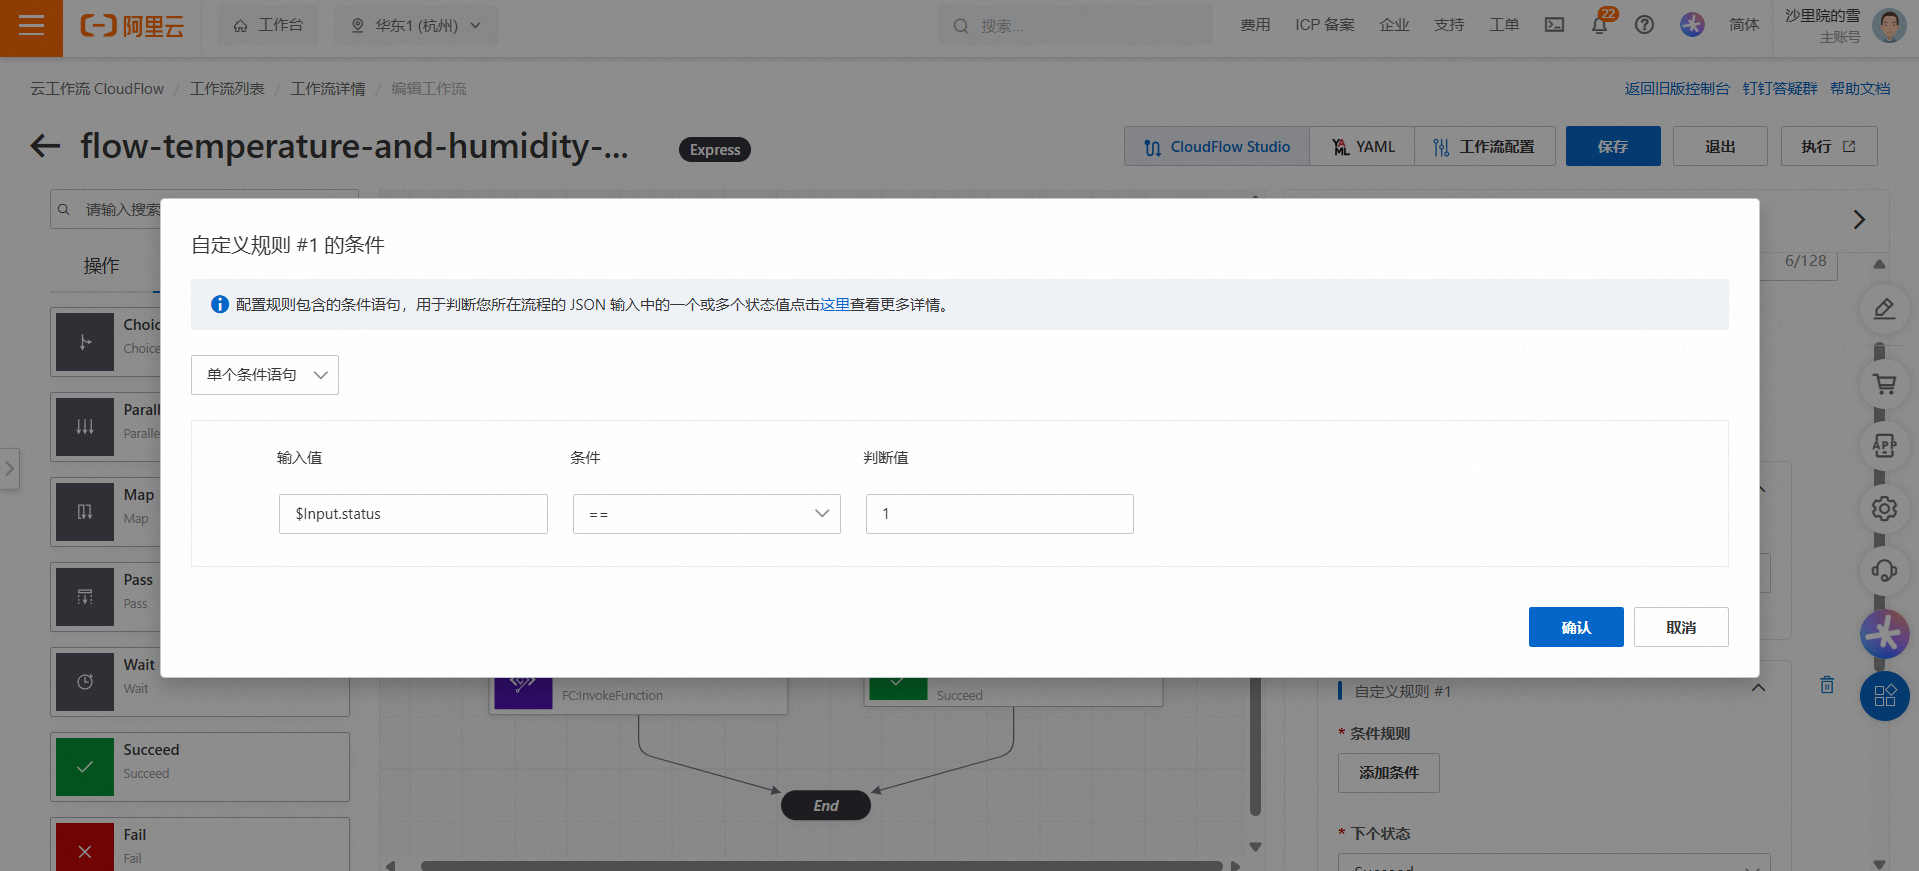 阿里云
工作台
华东1 (杭州)
搜索...
费用
ICP 备案
企业
支持
工单
22
简体
沙里院的雪
主账号
云工作流 CloudFlow / 工作流列表 / 工作流详情 / 编辑工作流
返回旧版控制台
钉钉答疑群
帮助文档
flow-temperature-and-humidity-...
Express
CloudFlow Studio
YAML
工作流配置
保存
退出
执行
请输入搜索
6/128
操作
自定义规则 #1 的条件
配置规则包含的条件语句，用于判断您所在流程的 JSON 输入中的一个或多个状态值点击这里查看更多详情。
单个条件语句
输入值
条件
判断值
$Input.status
==
1
确认
取消
Choic
Choice
Parall
Paralle
Map
Map
Pass
Pass
Wait
Wait
Succeed
Succeed
Fail
Fail
FC:InvokeFunction
Succeed
End
APP
自定义规则 #1
* 条件规则
添加条件
* 下个状态
Succeed